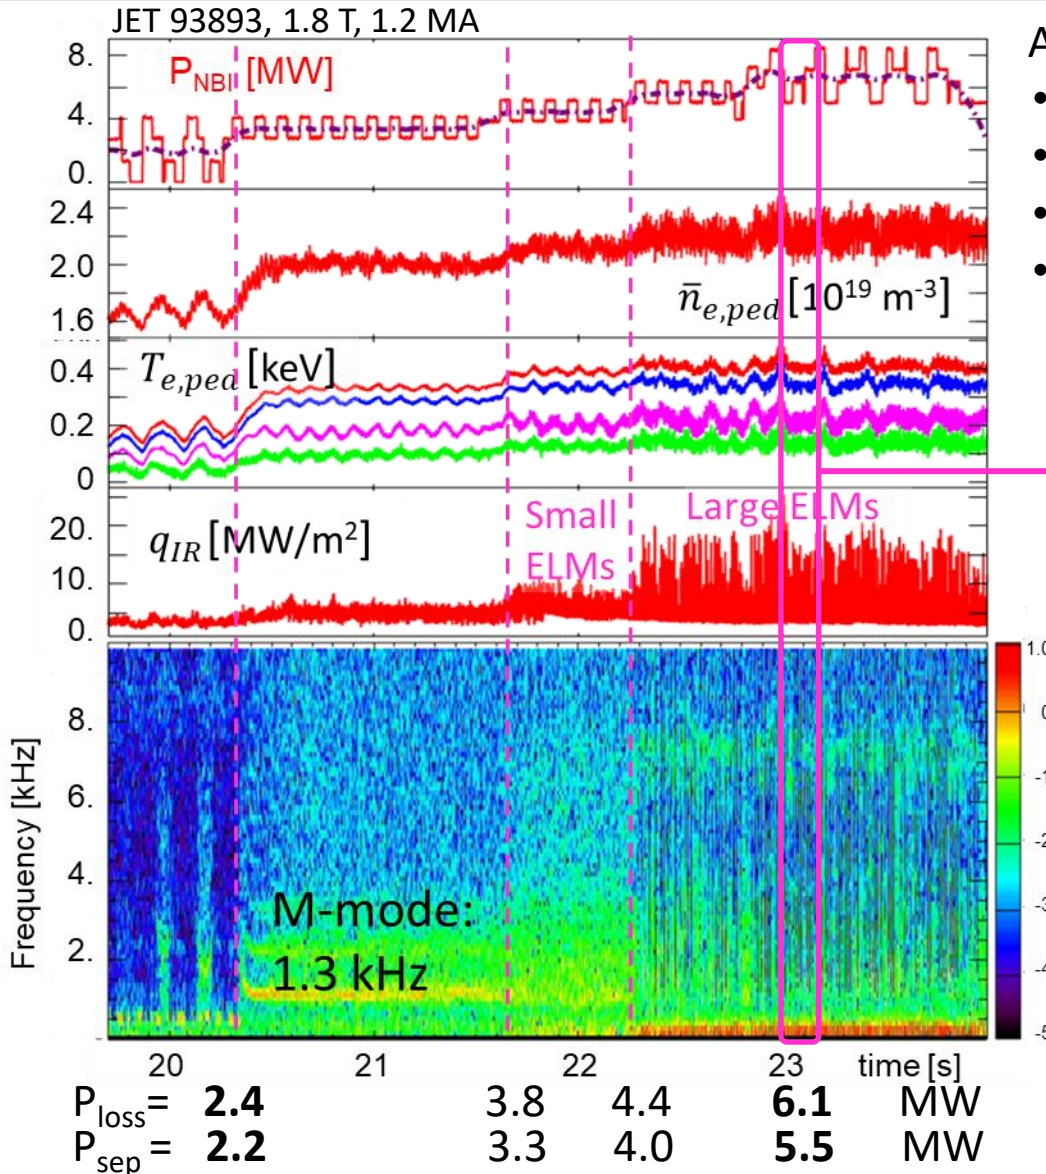 JET 93893, 1.8 T, 1.2 MA
A
P_NBI [MW]
8.
4.
0.
2.4
2.0
1.6
n̄_e,ped [10^19 m^-3]
T_e,ped [keV]
0.4
0.2
0
q_IR [MW/m^2]
Small
ELMs
Large ELMs
20.
10.
0.
M-mode:
1.3 kHz
Frequency [kHz]
8.
6.
4.
2.
1.0
0
-1
-2
-3
-4
-5
20 21 22 23 time [s]
P_loss= 2.4 3.8 4.4 6.1 MW
P_sep = 2.2 3.3 4.0 5.5 MW